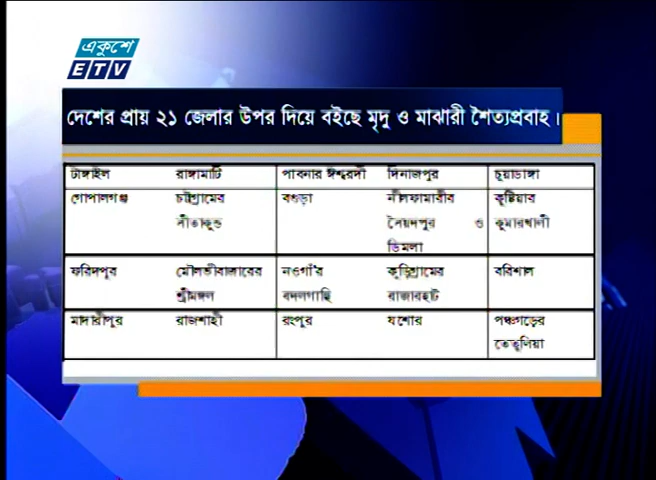 একুশে
ETV
দেশের প্রায় ২১ জেলার উপর দিয়ে বইছে মৃদু ও মাঝারী শৈত্যপ্রবাহ।
টাঙ্গাইল রাঙ্গামাটি পাবনার ঈশ্বরদী দিনাজপুর চুয়াডাঙ্গা
গোপালগঞ্জ চট্টগ্রামের বগুড়া নীলফামারীর কুষ্টিয়ার
সীতাকুন্ড সৈয়দপুর ও কুমারখালী
ডিমলা
ফরিদপুর মৌলভীবাজারের নওগাঁর কুড়িগ্রামের বরিশাল
শ্রীমঙ্গল বদলগাছি রাজারহাট
মাদারীপুর রাজশাহী রংপুর যশোর পঞ্চগড়ের
তেতুলিয়া